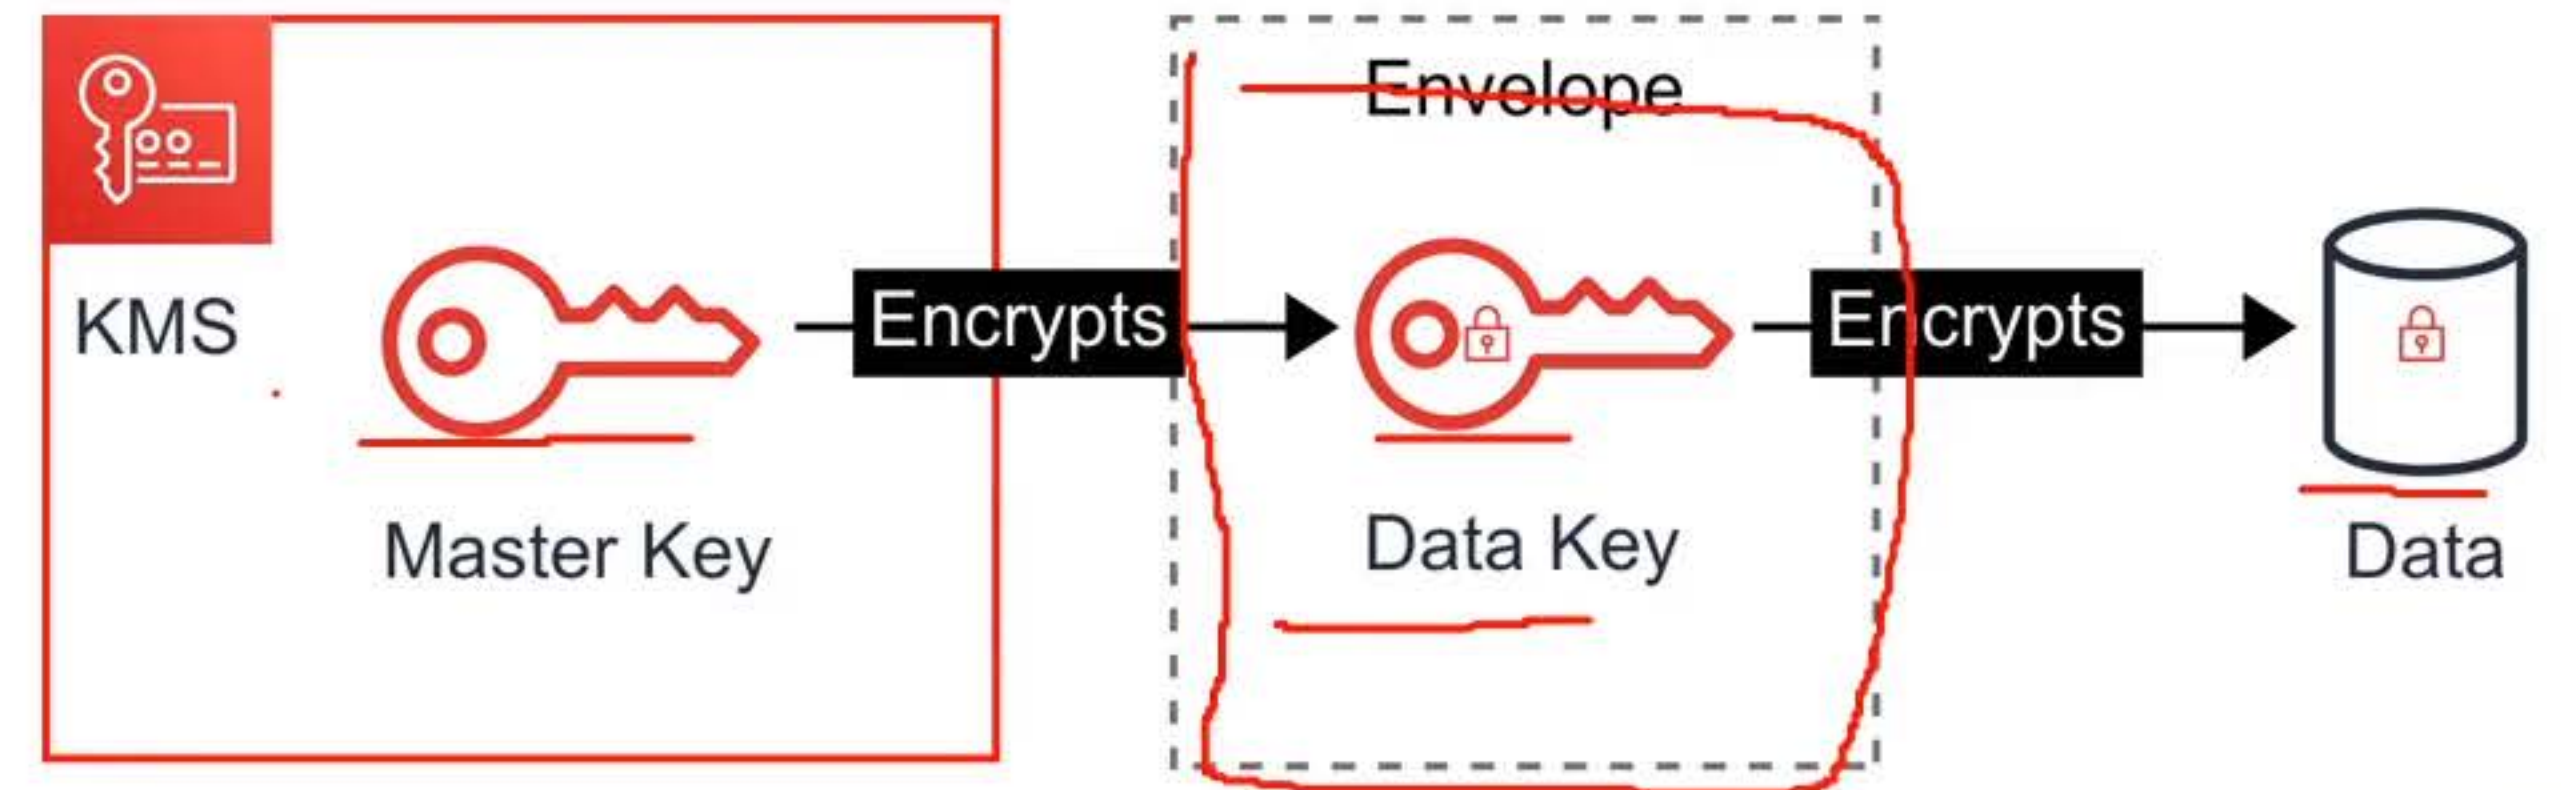 Envelope
KMS
Encrypts
Encrypts
Master Key
Data Key
Data